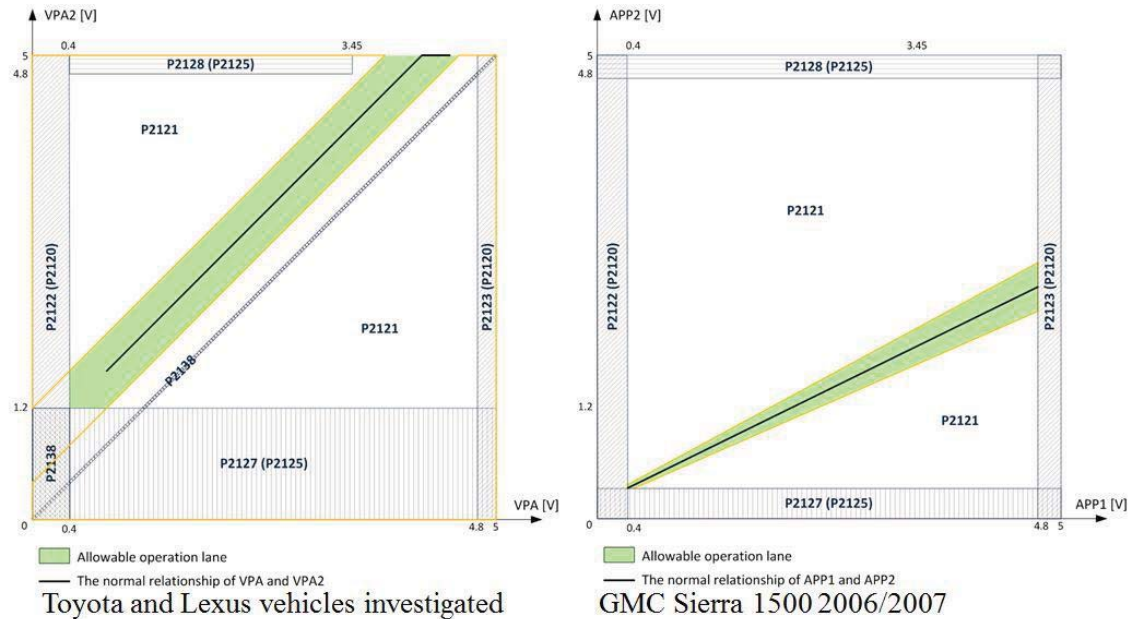 VPA2 [V]
0.4
3.45
5
4.8
P2128 (P2125)
P2121
P2122 (P2120)
P2123 (P2120)
P2121
P2138
1.2
P2138
P2127 (P2125)
VPA [V]
0
0.4
4.8
5
Allowable operation lane
The normal relationship of VPA and VPA2
Toyota and Lexus vehicles investigated
APP2 [V]
0.4
3.45
5
4.8
P2128 (P2125)
P2121
P2122 (P2120)
P2123 (P2120)
1.2
P2121
P2127 (P2125)
APP1 [V]
0
0.4
4.8
5
Allowable operation lane
The normal relationship of APP1 and APP2
GMC Sierra 1500 2006/2007